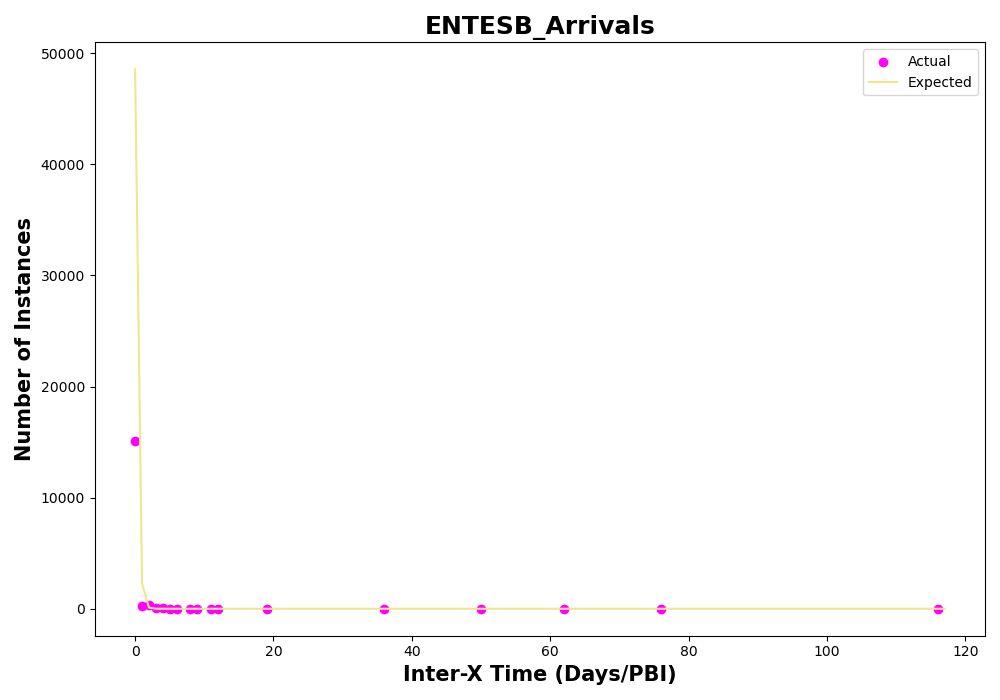 ENTESB_Arrivals
Actual
Expected
50000
40000
30000
20000
10000
0
Number of Instances
0
20
40
60
80
100
120
Inter-X Time (Days/PBI)